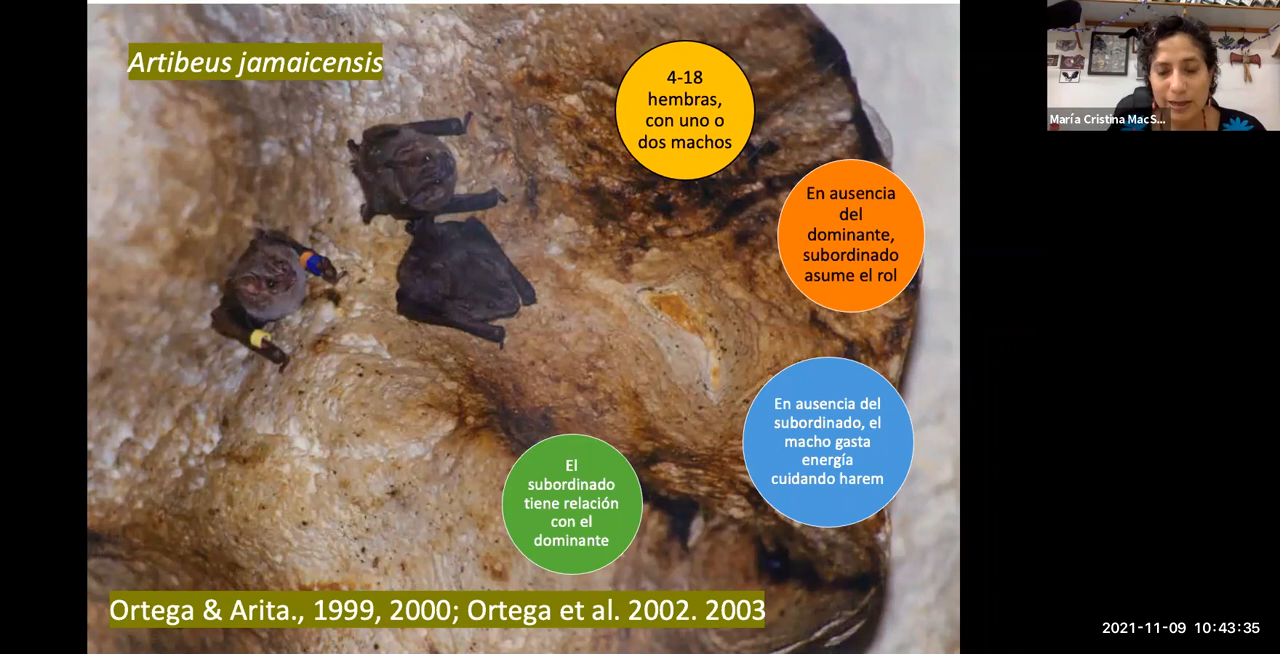 Artibeus jamaicensis
4-18
hembras,
con uno o
dos machos
En ausencia
del
dominante,
subordinado
asume el rol
En ausencia del
subordinado, el
macho gasta
energía
cuidando harem
El
subordinado
tiene relación
con el
dominante
Ortega & Arita., 1999, 2000; Ortega et al. 2002. 2003
María Cristina Mac S...
2021-11-09 10:43:35